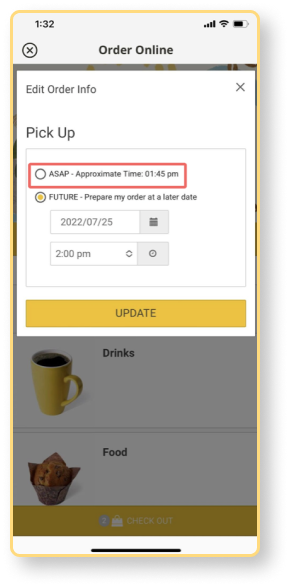 1:32
Order Online
Edit Order Info
Pick Up
ASAP - Approximate Time: 01:45 pm
FUTURE - Prepare my order at a later date
2022/07/25
2:00 pm
UPDATE
Drinks
Food
2 CHECK OUT